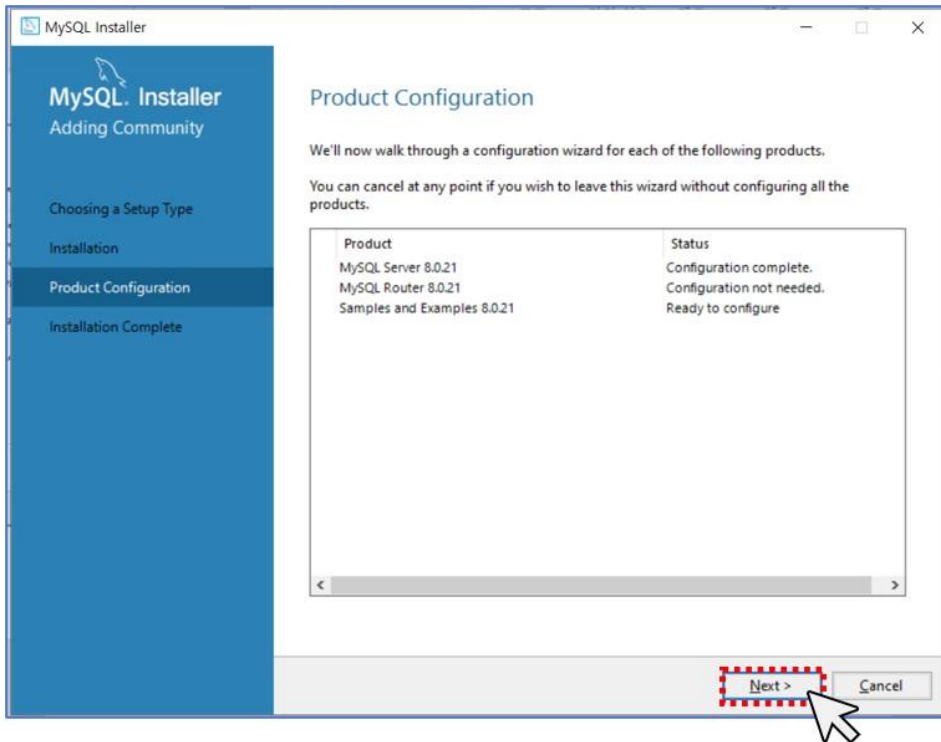 MySQL Installer
MySQL. Installer
Adding Community
Choosing a Setup Type
Installation
Product Configuration
Installation Complete
Product Configuration
We'll now walk through a configuration wizard for each of the following products.
You can cancel at any point if you wish to leave this wizard without configuring all the
products.
Product Status
MySQL Server 8.0.21 Configuration complete.
MySQL Router 8.0.21 Configuration not needed.
Samples and Examples 8.0.21 Ready to configure
Next > Cancel